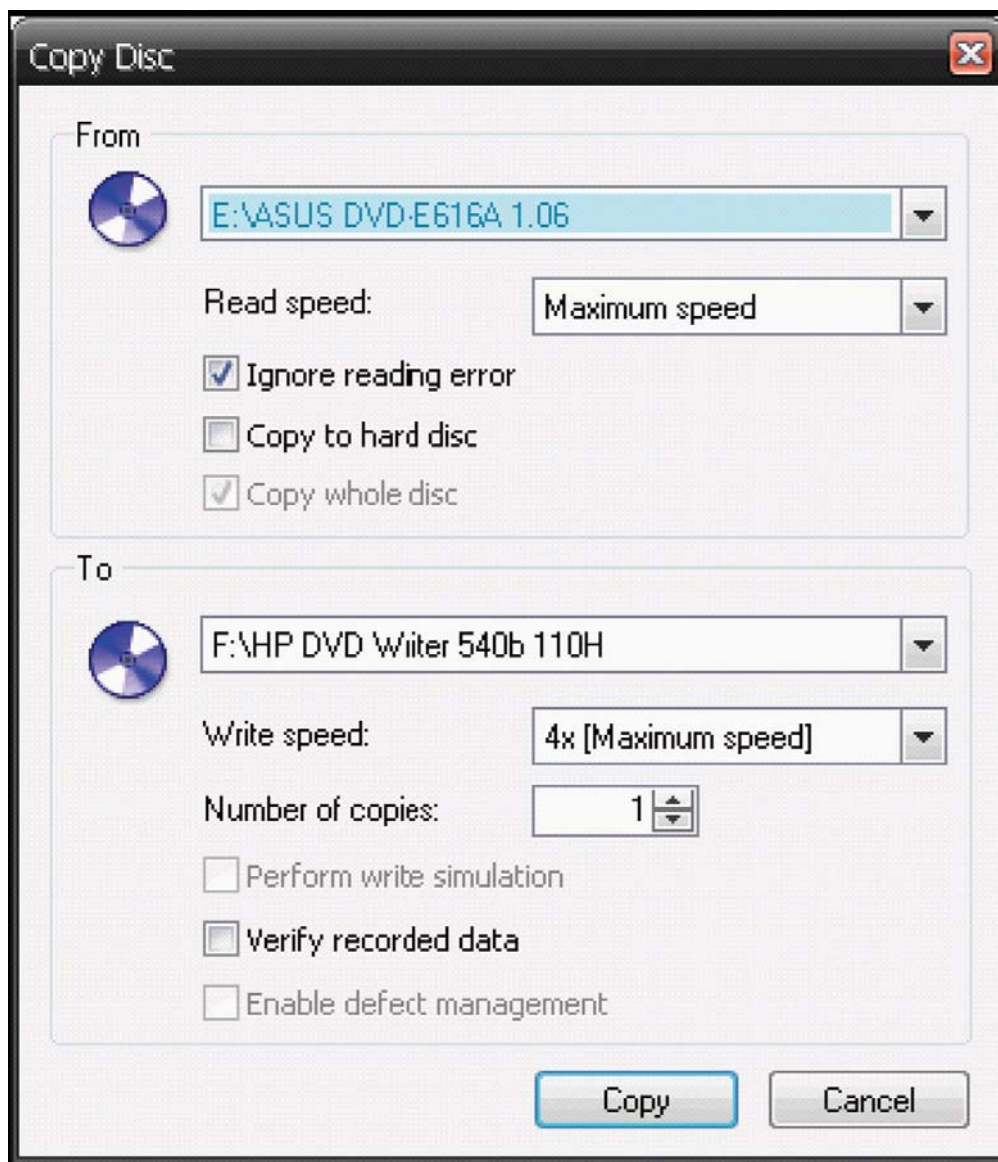 Copy Disc
From
E:\ASUS DVD-E616A 1.06
Read speed: Maximum speed
Ignore reading error
Copy to hard disc
Copy whole disc
To
F:\HP DVD Wiiter 540b 110H
Write speed: 4x [Maximum speed]
Number of copies: 1
Perform write simulation
Verify recorded data
Enable defect management
Copy Cancel